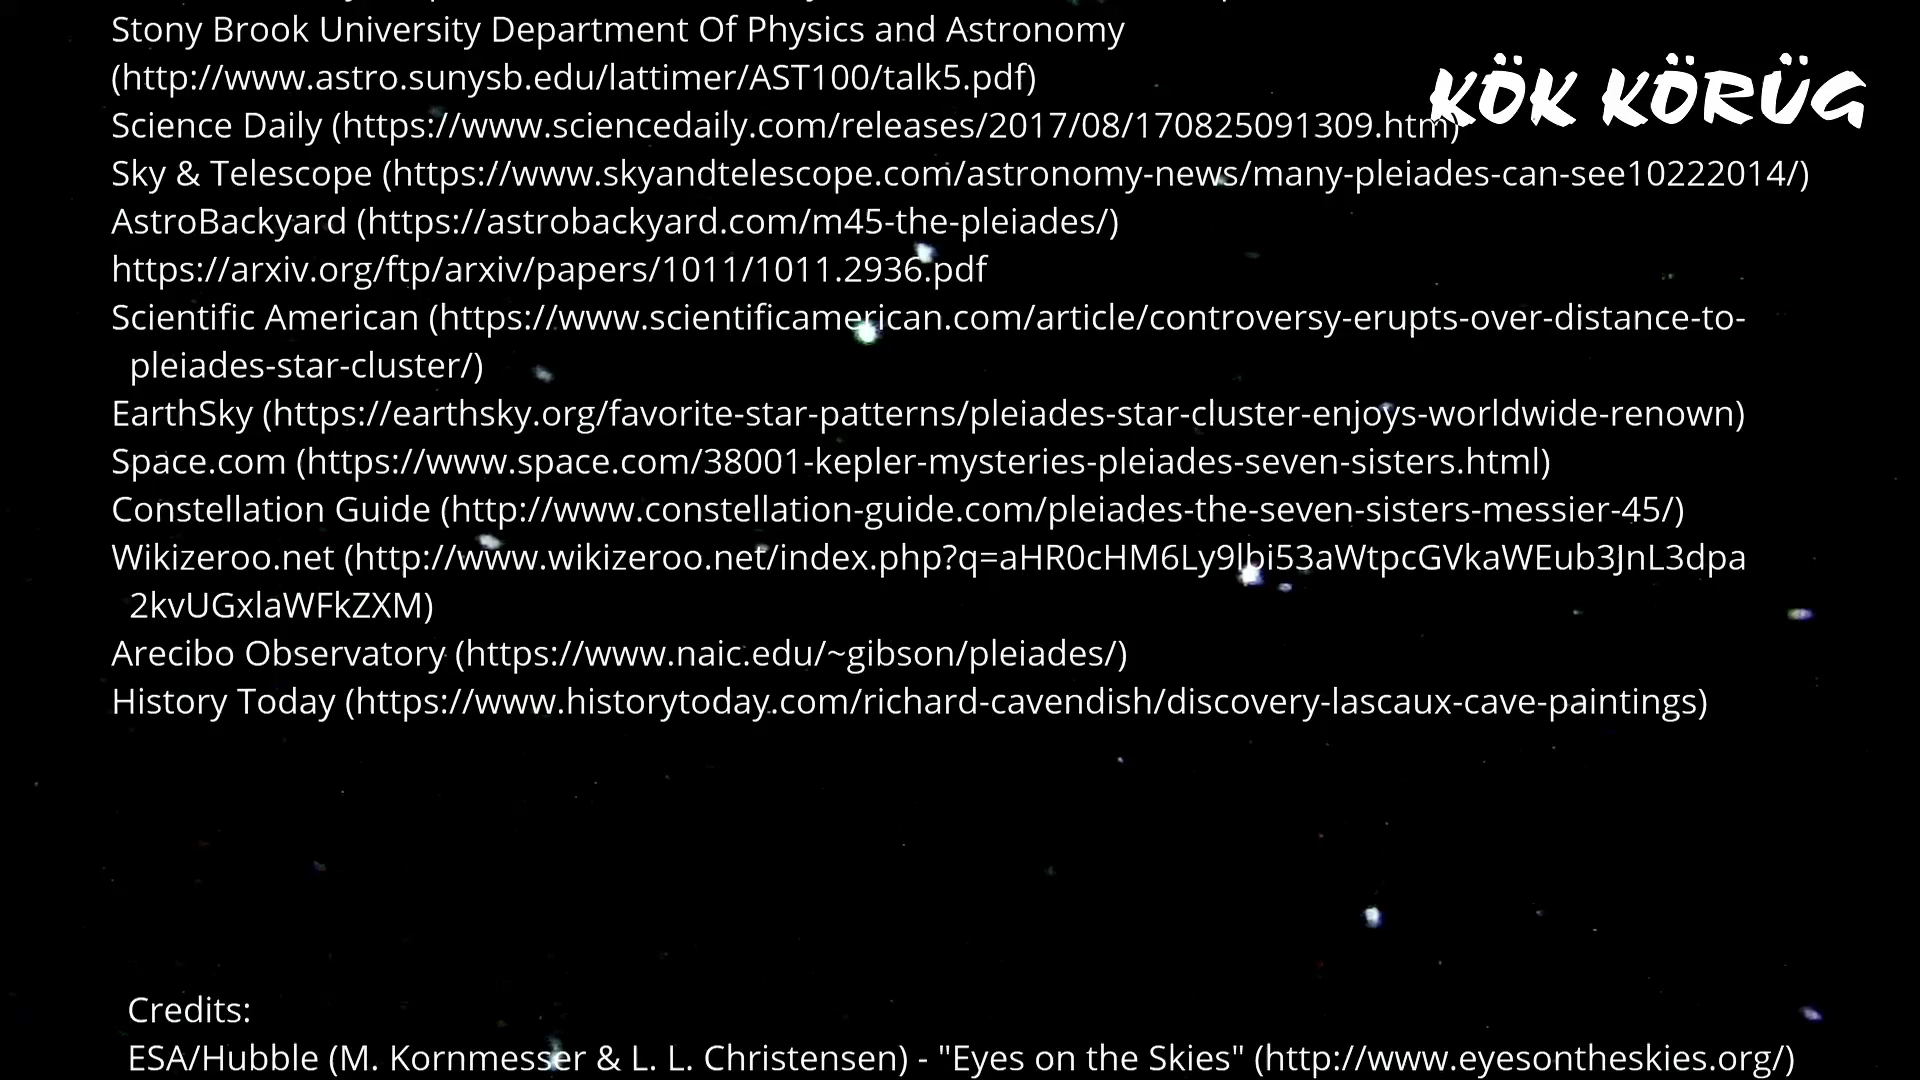 Stony Brook University Department Of Physics and Astronomy
(http://www.astro.sunysb.edu/lattimer/AST100/talk5.pdf)
KÖK KÖRÜG
Science Daily (https://www.sciencedaily.com/releases/2017/08/170825091309.htm)
Sky & Telescope (https://www.skyandtelescope.com/astronomy-news/many-pleiades-can-see10222014/)
AstroBackyard (https://astrobackyard.com/m45-the-pleiades/)
https://arxiv.org/ftp/arxiv/papers/1011/1011.2936.pdf
Scientific American (https://www.scientificamerican.com/article/controversy-erupts-over-distance-to-
pleiades-star-cluster/)
EarthSky (https://earthsky.org/favorite-star-patterns/pleiades-star-cluster-enjoys-worldwide-renown)
Space.com (https://www.space.com/38001-kepler-mysteries-pleiades-seven-sisters.html)
Constellation Guide (http://www.constellation-guide.com/pleiades-the-seven-sisters-messier-45/)
Wikizeroo.net (http://www.wikizeroo.net/index.php?q=aHR0cHM6Ly9lbi53aWtpcGVkaWEub3JnL3dpa
2kvUGxlaWFkZXM)
Arecibo Observatory (https://www.naic.edu/~gibson/pleiades/)
History Today (https://www.historytoday.com/richard-cavendish/discovery-lascaux-cave-paintings)
Credits:
ESA/Hubble (M. Kornmesser & L. L. Christensen) - "Eyes on the Skies" (http://www.eyesontheskies.org/)